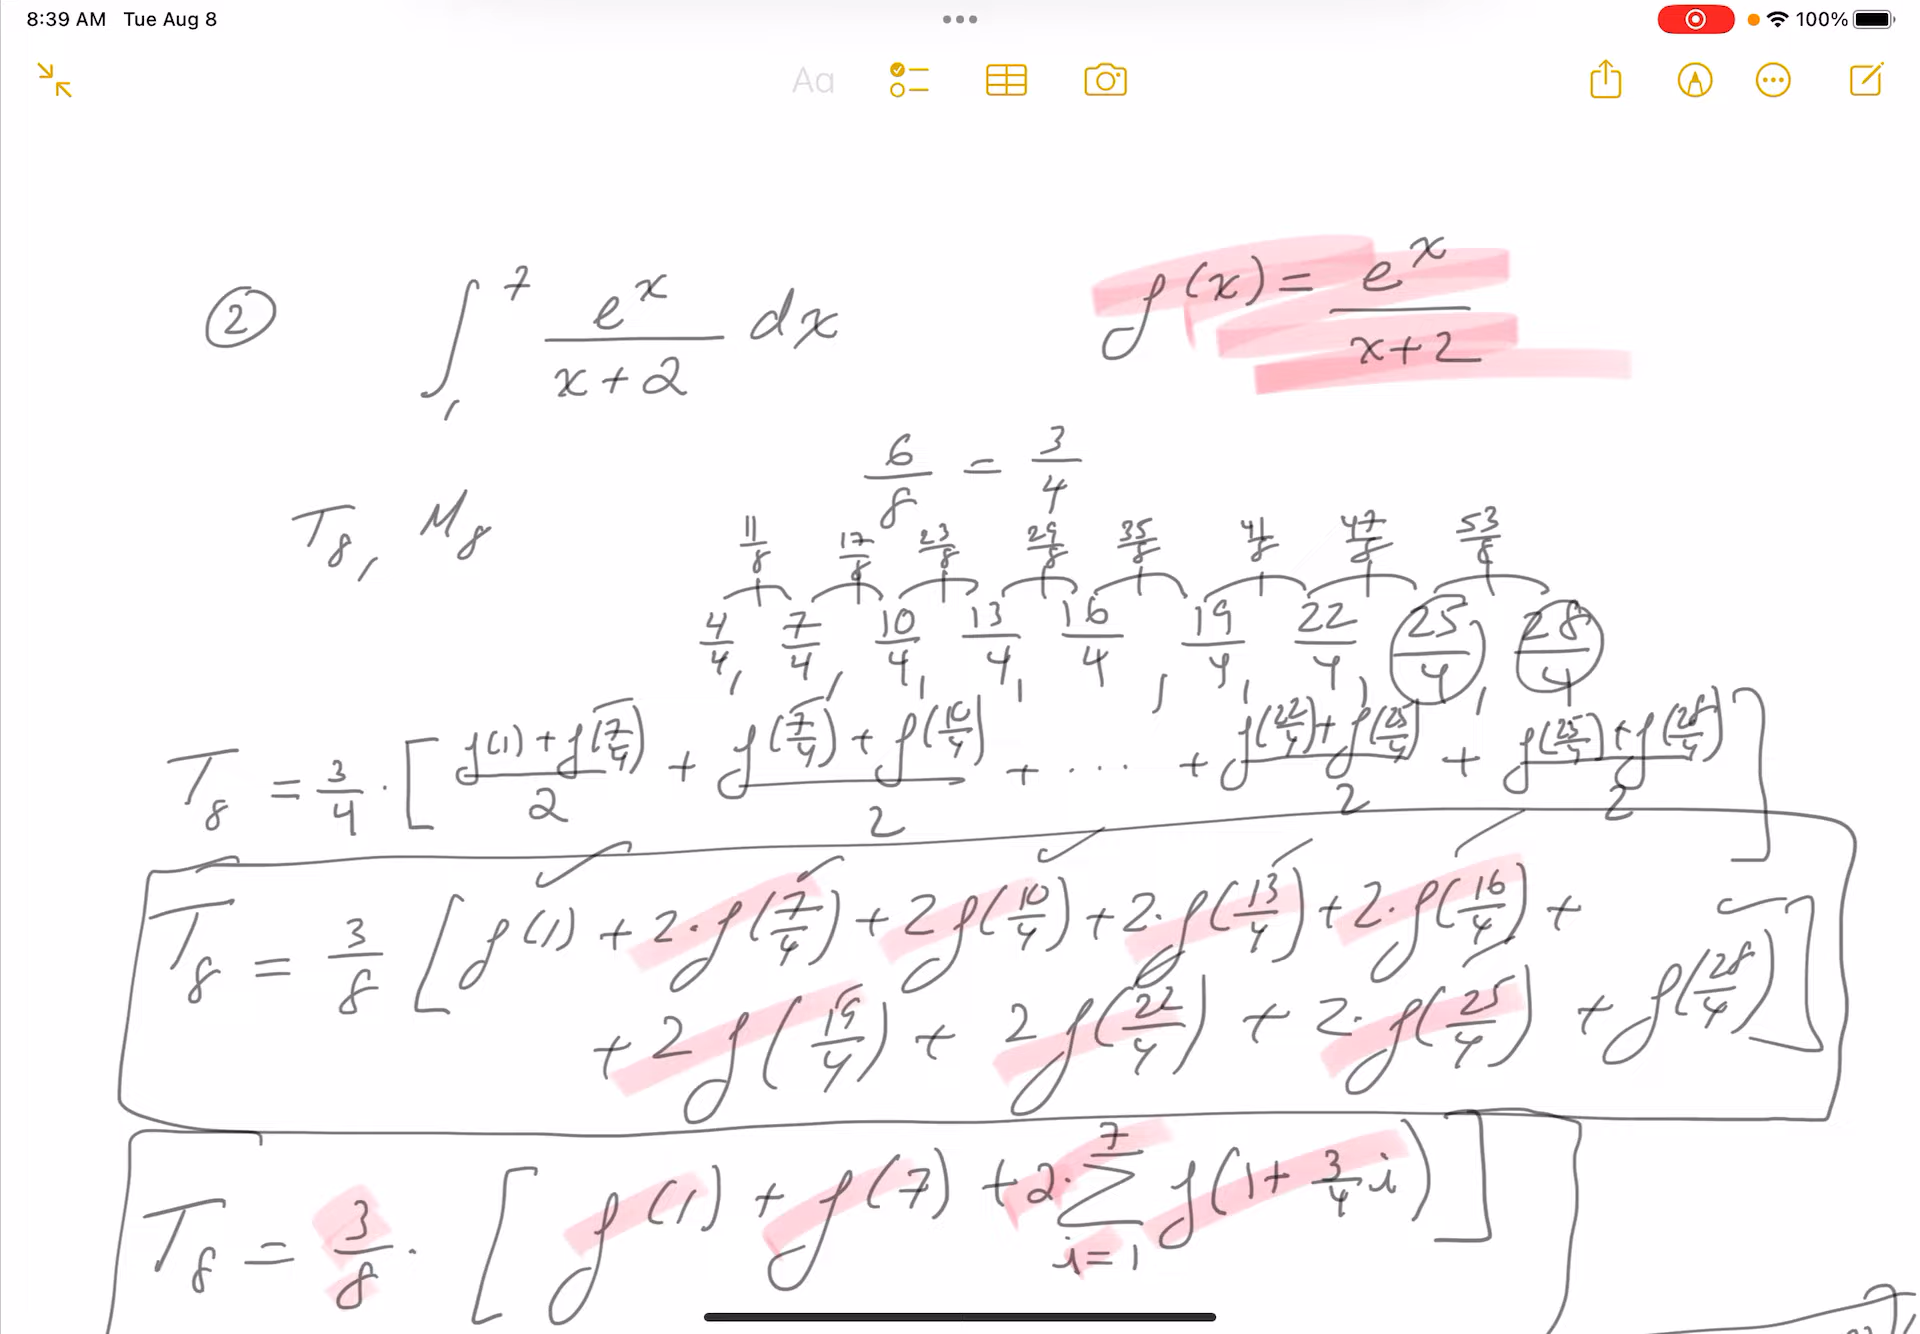 8:39 AM Tue Aug 8
100%
Aa
② ∫₁⁷ e^x/(x+2) dx
f(x) = e^x/(x+2)
6/8 = 3/4
T₈, M₈
11/8 17/8 23/8 29/8 35/8 41/8 47/8 53/8
4/4, 7/4, 10/4, 13/4, 16/4, 19/4, 22/4, 25/4, 28/4
T₈ = 3/4 · [ (f(1) + f(7/4))/2 + (f(7/4) + f(10/4))/2 + ... + (f(22/4) + f(25/4))/2 + (f(25/4) + f(28/4))/2 ]
T₈ = 3/8 [ f(1) + 2·f(7/4) + 2f(10/4) + 2·f(13/4) + 2·f(16/4) +
+ 2f(19/4) + 2f(22/4) + 2·f(25/4) + f(28/4) ]
T₈ = 3/8 · [ f(1) + f(7) + 2·∑_{i=1}^{7} f(1 + 3/4 i) ]